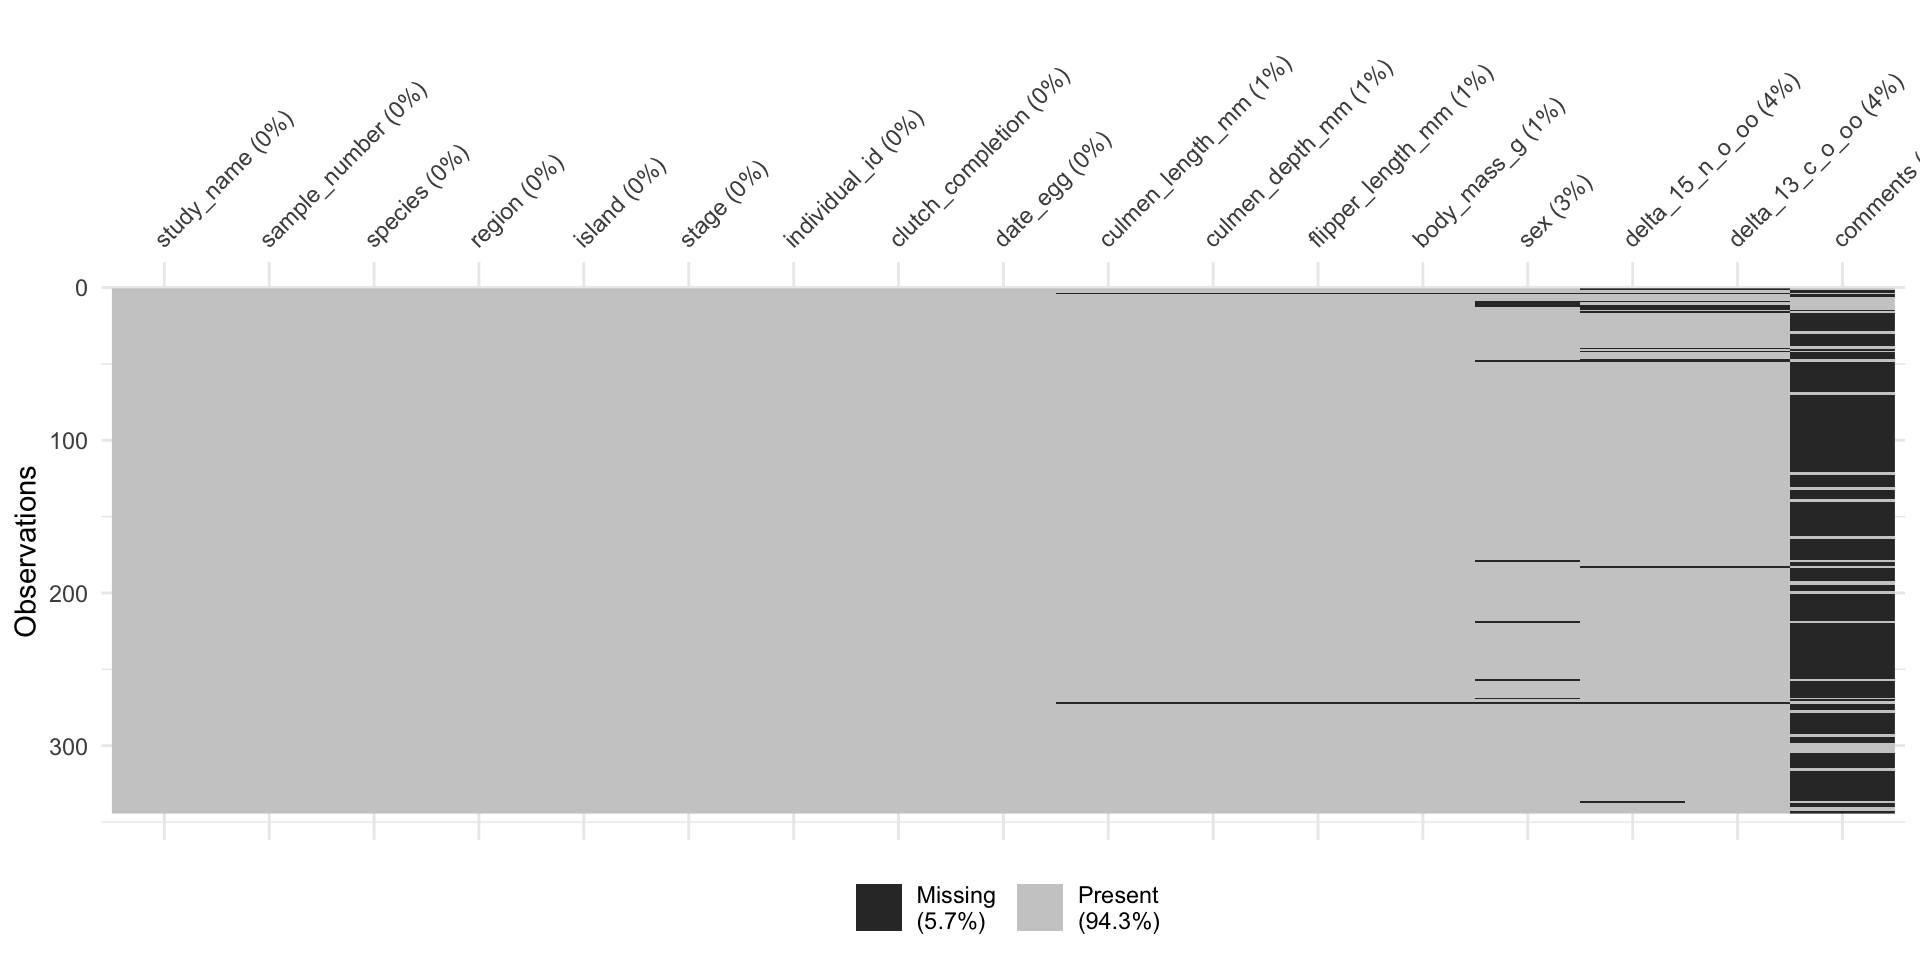 study_name (0%)
sample_number (0%)
species (0%)
region (0%)
island (0%)
stage (0%)
individual_id (0%)
clutch_completion (0%)
date_egg (0%)
culmen_length_mm (1%)
culmen_depth_mm (1%)
flipper_length_mm (1%)
body_mass_g (1%)
sex (3%)
delta_15_n_o_oo (4%)
delta_13_c_o_oo (4%)
comments (
0
100
200
300
Observations
Missing
(5.7%)
Present
(94.3%)